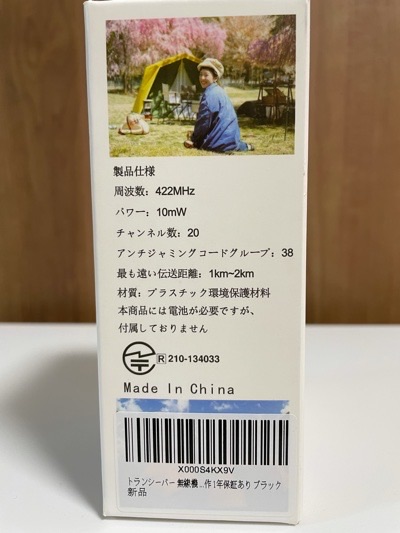 製品仕様
周波数：422MHz
パワー：10mW
チャンネル数：20
アンチジャミングコードグループ：38
最も遠い伝送距離：1km~2km
材質：プラスチック環境保護材料
本商品には電池が必要ですが、
付属しておりません
R 210-134033
Made In China
X000S4KX9V
トランシーバー 無線機 ...作 1年保証あり ブラック
新品